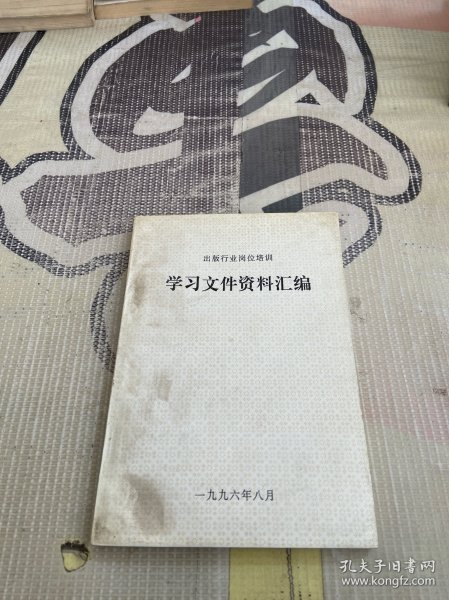 出版行业岗位培训
学习文件资料汇编
一九九六年八月
孔夫子旧书网
www.kongfz.com